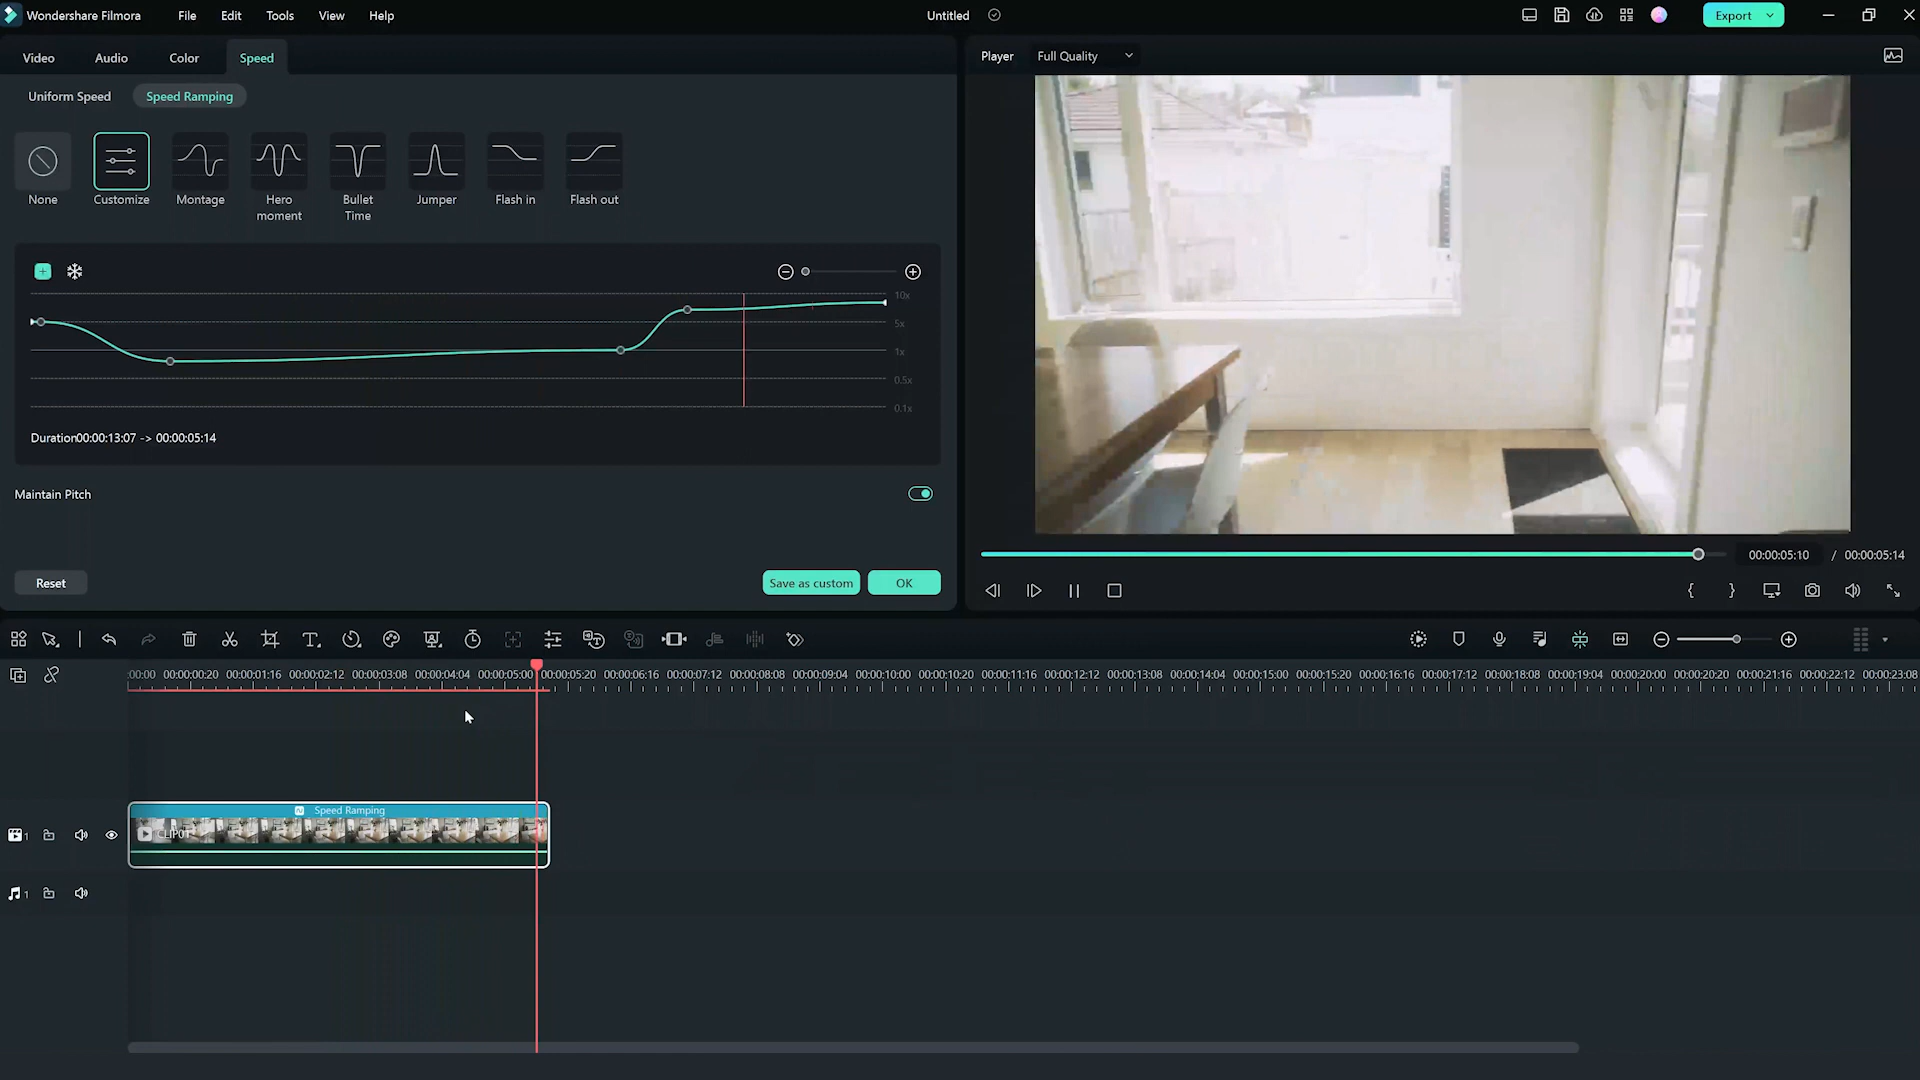 Wondershare Filmora File Edit Tools View Help Untitled Export
Video Audio Color Speed
Player Full Quality
Uniform Speed Speed Ramping
None Customize Montage Hero moment Bullet Time Jumper Flash in Flash out
10x
5x
1x
0.5x
0.1x
Duration00:00:13:07 -> 00:00:05:14
Maintain Pitch
Reset Save as custom OK
00:00:05:10 / 00:00:05:14
:00:00 00:00:00:20 00:00:01:16 00:00:02:12 00:00:03:08 00:00:04:04 00:00:05:00 00:00:05:20 00:00:06:16 00:00:07:12 00:00:08:08 00:00:09:04 00:00:10:00 00:00:10:20 00:00:11:16 00:00:12:12 00:00:13:08 00:00:14:04 00:00:15:00 00:00:15:20 00:00:16:16 00:00:17:12 00:00:18:08 00:00:19:04 00:00:20:00 00:00:20:20 00:00:21:16 00:00:22:12 00:00:23:08
Speed Ramping
1
1